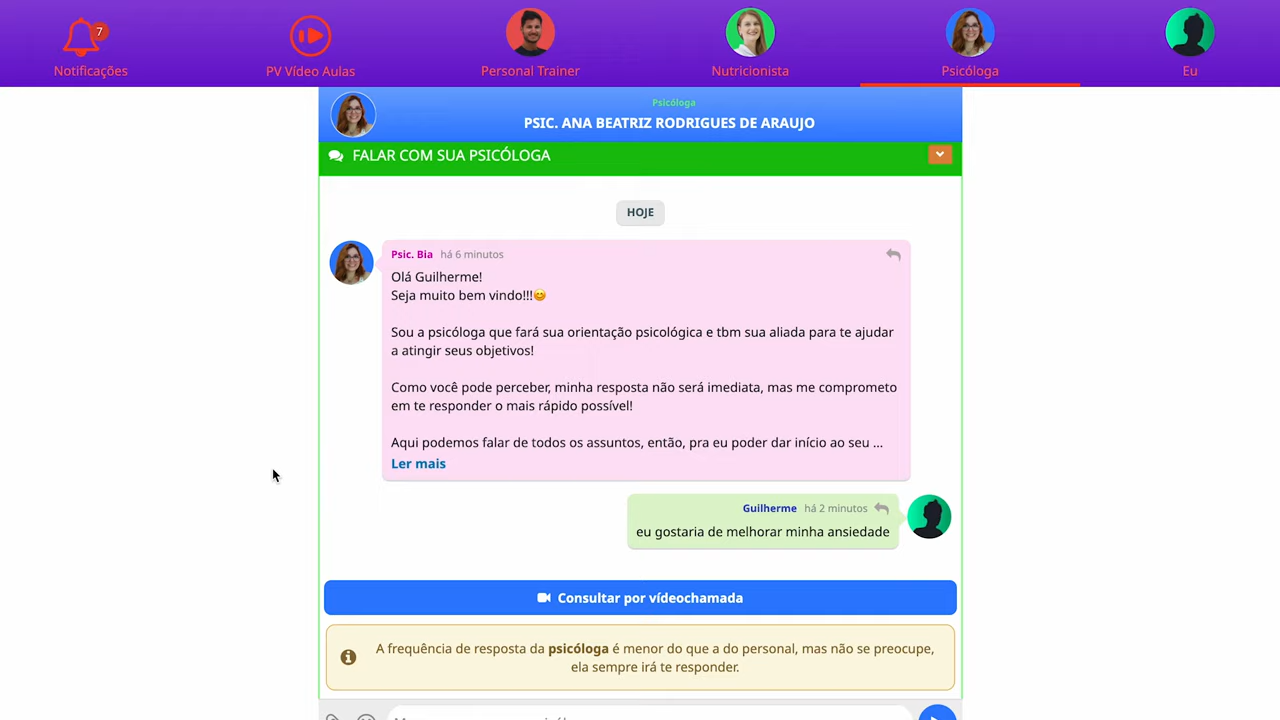 7
Notificações
PV Vídeo Aulas
Personal Trainer
Nutricionista
Psicóloga
Eu
Psicóloga
PSIC. ANA BEATRIZ RODRIGUES DE ARAUJO
FALAR COM SUA PSICÓLOGA
HOJE
Psic. Bia há 6 minutos
Olá Guilherme!
Seja muito bem vindo!!!😊
Sou a psicóloga que fará sua orientação psicológica e tbm sua aliada para te ajudar
a atingir seus objetivos!
Como você pode perceber, minha resposta não será imediata, mas me comprometo
em te responder o mais rápido possível!
Aqui podemos falar de todos os assuntos, então, pra eu poder dar início ao seu ...
Ler mais
Guilherme há 2 minutos
eu gostaria de melhorar minha ansiedade
Consultar por vídeochamada
A frequência de resposta da psicóloga é menor do que a do personal, mas não se preocupe,
ela sempre irá te responder.